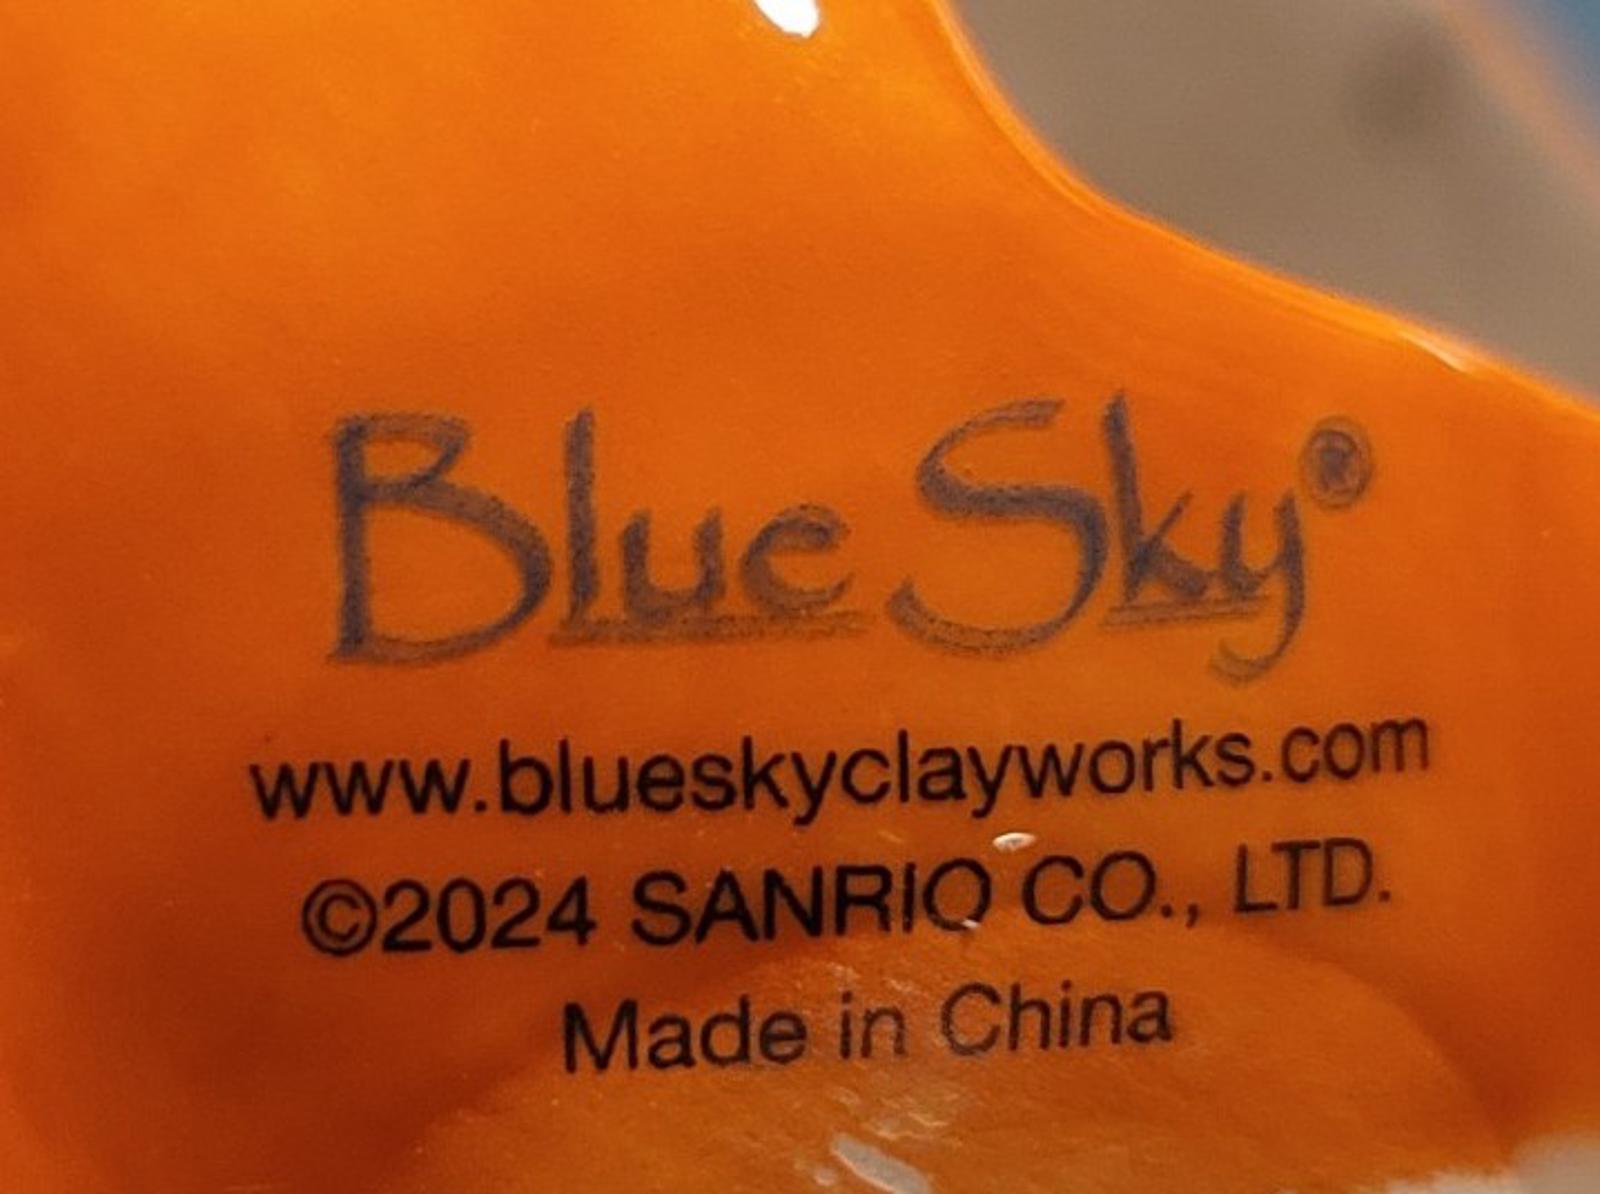 Blue Sky®
www.blueskyclayworks.com
©2024 SANRIO CO., LTD.
Made in China